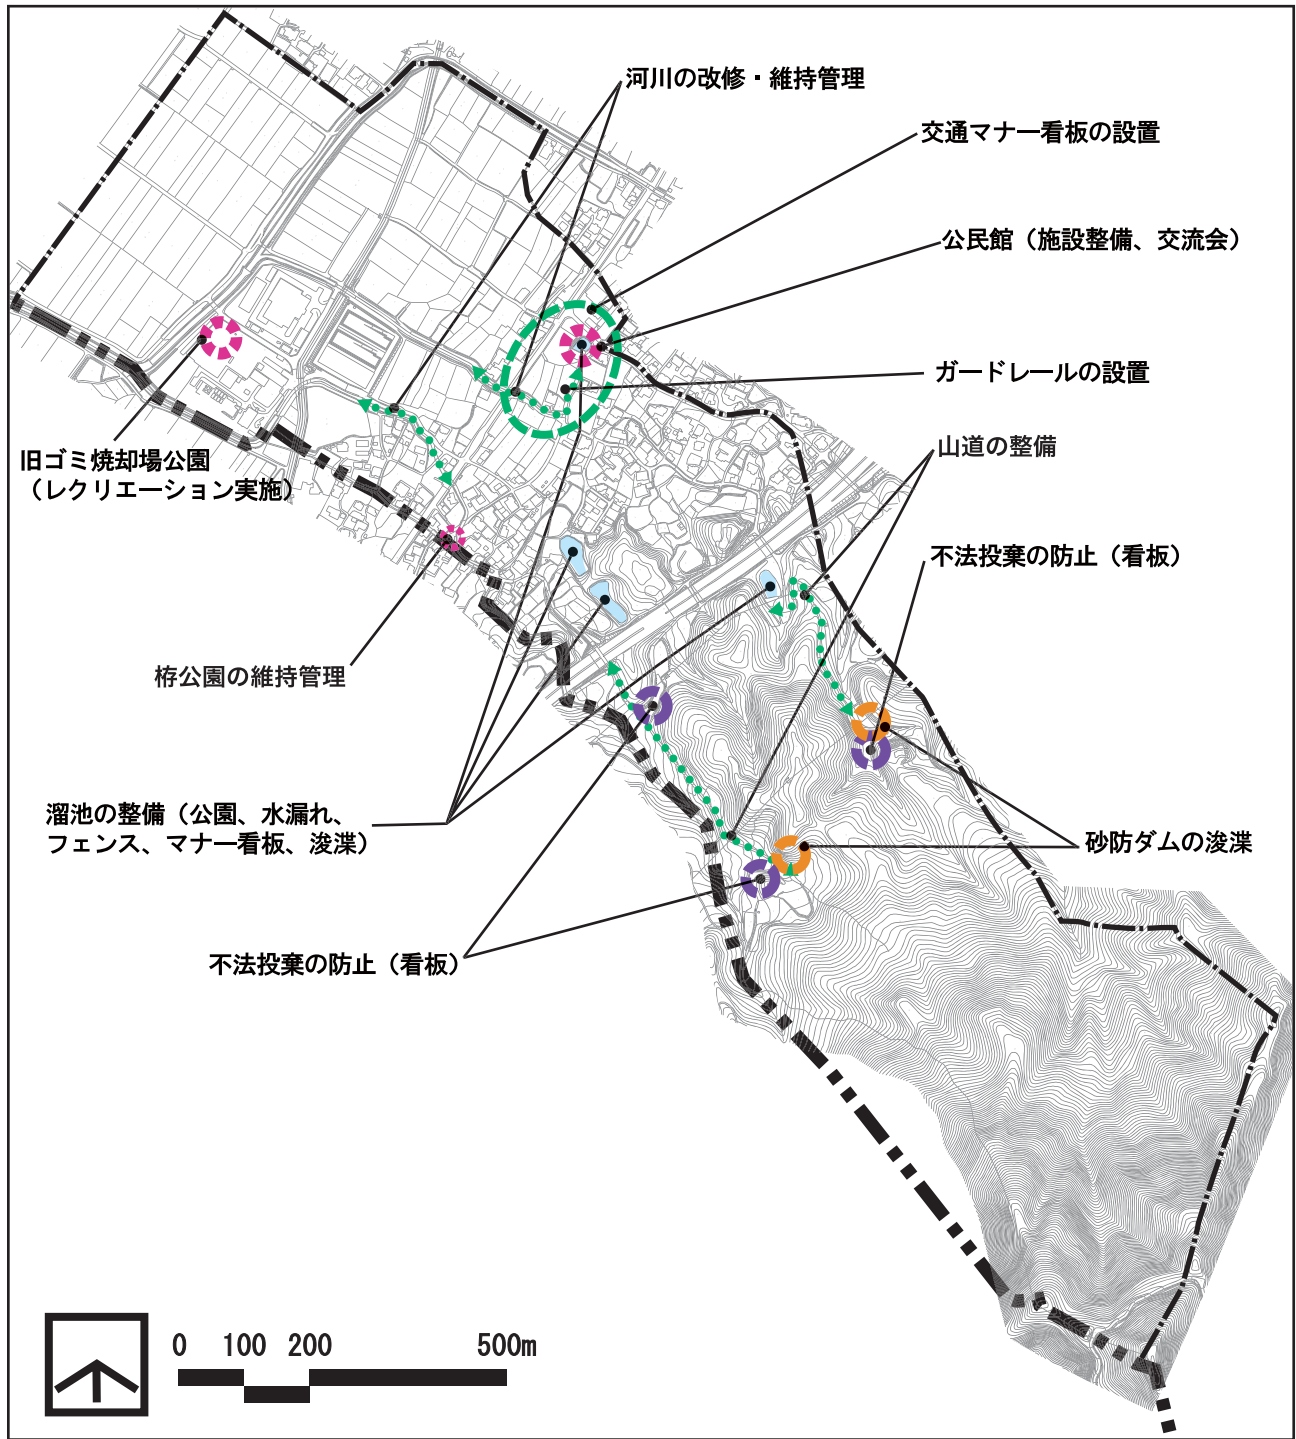 河川の改修・維持管理
交通マナー看板の設置
公民館（施設整備、交流会）
ガードレールの設置
山道の整備
旧ゴミ焼却場公園
（レクリエーション実施）
不法投棄の防止（看板）
栫公園の維持管理
溜池の整備（公園、水漏れ、
フェンス、マナー看板、浚渫）
砂防ダムの浚渫
不法投棄の防止（看板）
0 100 200 500m